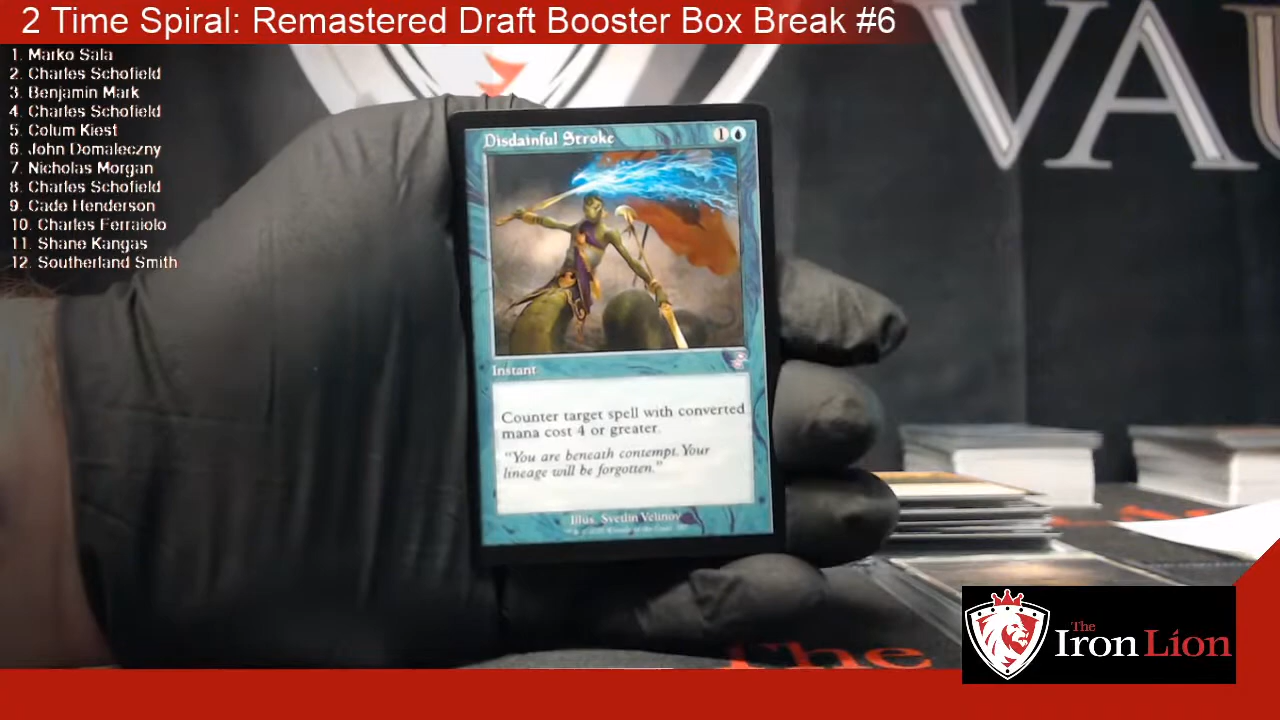 2 Time Spiral: Remastered Draft Booster Box Break #6
1. Marko Sala
2. Charles Schofield
3. Benjamin Mark
4. Charles Schofield
5. Colum Kiest
6. John Domaleczny
7. Nicholas Morgan
8. Charles Schofield
9. Cade Henderson
10. Charles Ferraiolo
11. Shane Kangas
12. Southerland Smith
VAU
Disdainful Stroke 1
Instant
Counter target spell with converted
mana cost 4 or greater.
"You are beneath contempt. Your
lineage will be forgotten."
Illus. Svetlin Velinov
The
The
Iron Lion